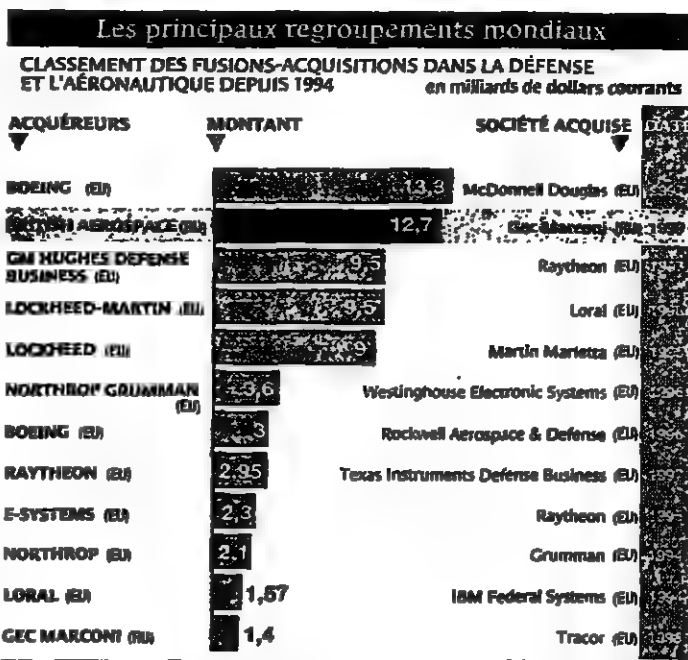 Les principaux regroupements mondiaux
CLASSEMENT DES FUSIONS-ACQUISITIONS DANS LA DÉFENSE
ET L'AÉRONAUTIQUE DEPUIS 1994 en milliards de dollars courants
ACQUÉREURS MONTANT SOCIÉTÉ ACQUISE DATE
BOEING (EU) 13,3 McDonnell Douglas (EU)
BRITISH AEROSPACE 12,7 Gec Marconi 1999
GM HUGHES DEFENSE
BUSINESS (EU) 9,5 Raytheon (EU)
LOCKHEED-MARTIN (EU) 9,5 Loral (EU)
LOCKHEED (EU) 9 Martin Marietta (EU)
NORTHROP GRUMMAN 3,6 Westinghouse Electronic Systems (EU)
(EU)
BOEING (EU) 3 Rockwell Aerospace & Defense (EU)
RAYTHEON (EU) 2,95 Texas Instruments Defense Business (EU)
E-SYSTEMS (EU) 2,3 Raytheon (EU)
NORTHROP (EU) 2,1 Grumman (EU)
LORAL (EU) 1,57 IBM Federal Systems (EU)
GEC MARCONI (RU) 1,4 Tracor (EU)